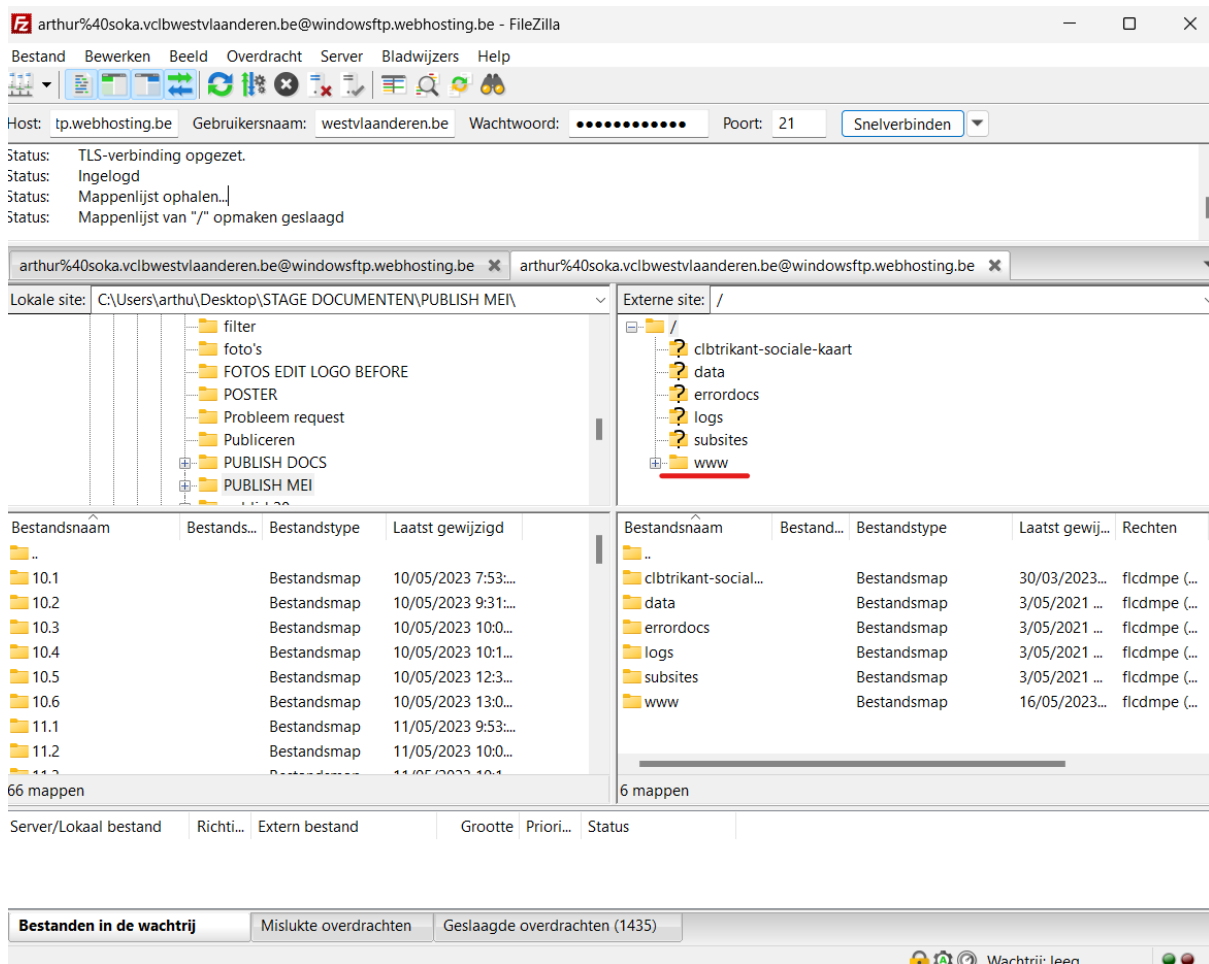 arthur%40soka.vclbwestvlaanderen.be@windowsftp.webhosting.be - FileZilla
Bestand Bewerken Beeld Overdracht Server Bladwijzers Help
Host: tp.webhosting.be Gebruikersnaam: westvlaanderen.be Wachtwoord: ●●●●●●●●●●●● Poort: 21 Snelverbinden
Status: TLS-verbinding opgezet.
Status: Ingelogd
Status: Mappenlijst ophalen...
Status: Mappenlijst van "/" opmaken geslaagd
arthur%40soka.vclbwestvlaanderen.be@windowsftp.webhosting.be arthur%40soka.vclbwestvlaanderen.be@windowsftp.webhosting.be
Lokale site: C:\Users\arthu\Desktop\STAGE DOCUMENTEN\PUBLISH MEI\
filter
foto's
FOTOS EDIT LOGO BEFORE
POSTER
Probleem request
Publiceren
PUBLISH DOCS
PUBLISH MEI
Externe site: /
/
clbtrikant-sociale-kaart
data
errordocs
logs
subsites
www
Bestandsnaam Bestands... Bestandstype Laatst gewijzigd
..
10.1 Bestandsmap 10/05/2023 7:53:...
10.2 Bestandsmap 10/05/2023 9:31:...
10.3 Bestandsmap 10/05/2023 10:0...
10.4 Bestandsmap 10/05/2023 10:1...
10.5 Bestandsmap 10/05/2023 12:3...
10.6 Bestandsmap 10/05/2023 13:0...
11.1 Bestandsmap 11/05/2023 9:53:...
11.2 Bestandsmap 11/05/2023 10:0...
66 mappen
Bestandsnaam Bestand... Bestandstype Laatst gewij... Rechten
..
clbtrikant-social... Bestandsmap 30/03/2023... flcdmpe (...
data Bestandsmap 3/05/2021 ... flcdmpe (...
errordocs Bestandsmap 3/05/2021 ... flcdmpe (...
logs Bestandsmap 3/05/2021 ... flcdmpe (...
subsites Bestandsmap 3/05/2021 ... flcdmpe (...
www Bestandsmap 16/05/2023... flcdmpe (...
6 mappen
Server/Lokaal bestand Richti... Extern bestand Grootte Priori... Status
Bestanden in de wachtrij Mislukte overdrachten Geslaagde overdrachten (1435)
Wachtrij: leeg